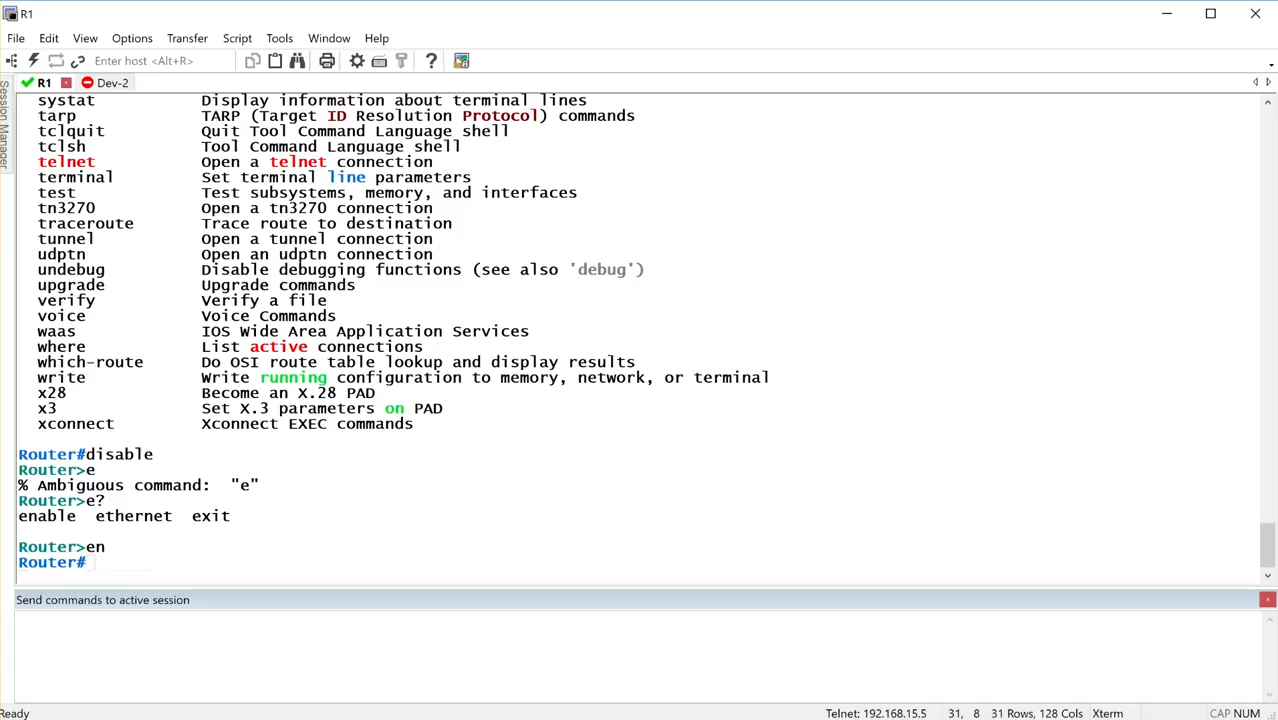 R1
File Edit View Options Transfer Script Tools Window Help
Enter host <Alt+R>
R1 Dev-2
Session Manager
systat Display information about terminal lines
tarp TARP (Target ID Resolution Protocol) commands
tclquit Quit Tool Command Language shell
tclsh Tool Command Language shell
telnet Open a telnet connection
terminal Set terminal line parameters
test Test subsystems, memory, and interfaces
tn3270 Open a tn3270 connection
traceroute Trace route to destination
tunnel Open a tunnel connection
udptn Open an udptn connection
undebug Disable debugging functions (see also 'debug')
upgrade Upgrade commands
verify Verify a file
voice Voice Commands
waas IOS Wide Area Application Services
where List active connections
which-route Do OSI route table lookup and display results
write Write running configuration to memory, network, or terminal
x28 Become an X.28 PAD
x3 Set X.3 parameters on PAD
xconnect Xconnect EXEC commands
Router#disable
Router>e
% Ambiguous command: "e"
Router>e?
enable ethernet exit
Router>en
Router#
Send commands to active session
Ready Telnet: 192.168.15.5 31, 8 31 Rows, 128 Cols Xterm CAP NUM